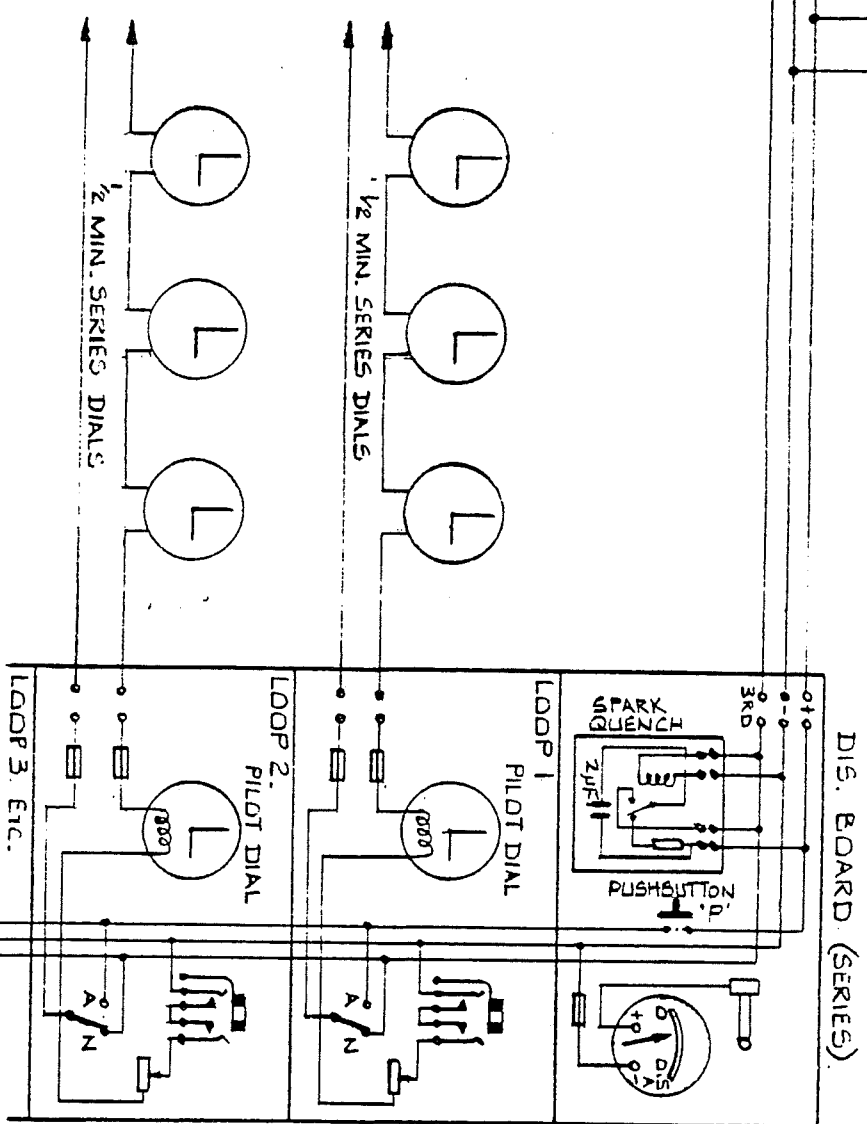 DIS. BOARD (SERIES)
+
-
3RD
SPARK
QUENCH
2µF
PUSHBUTTON
'P'
+
-
D D.S
A
LOOP 1
PILOT DIAL
A
N
½ MIN. SERIES DIALS
LOOP 2.
PILOT DIAL
A
N
½ MIN. SERIES DIALS
LOOP 3. ETC.